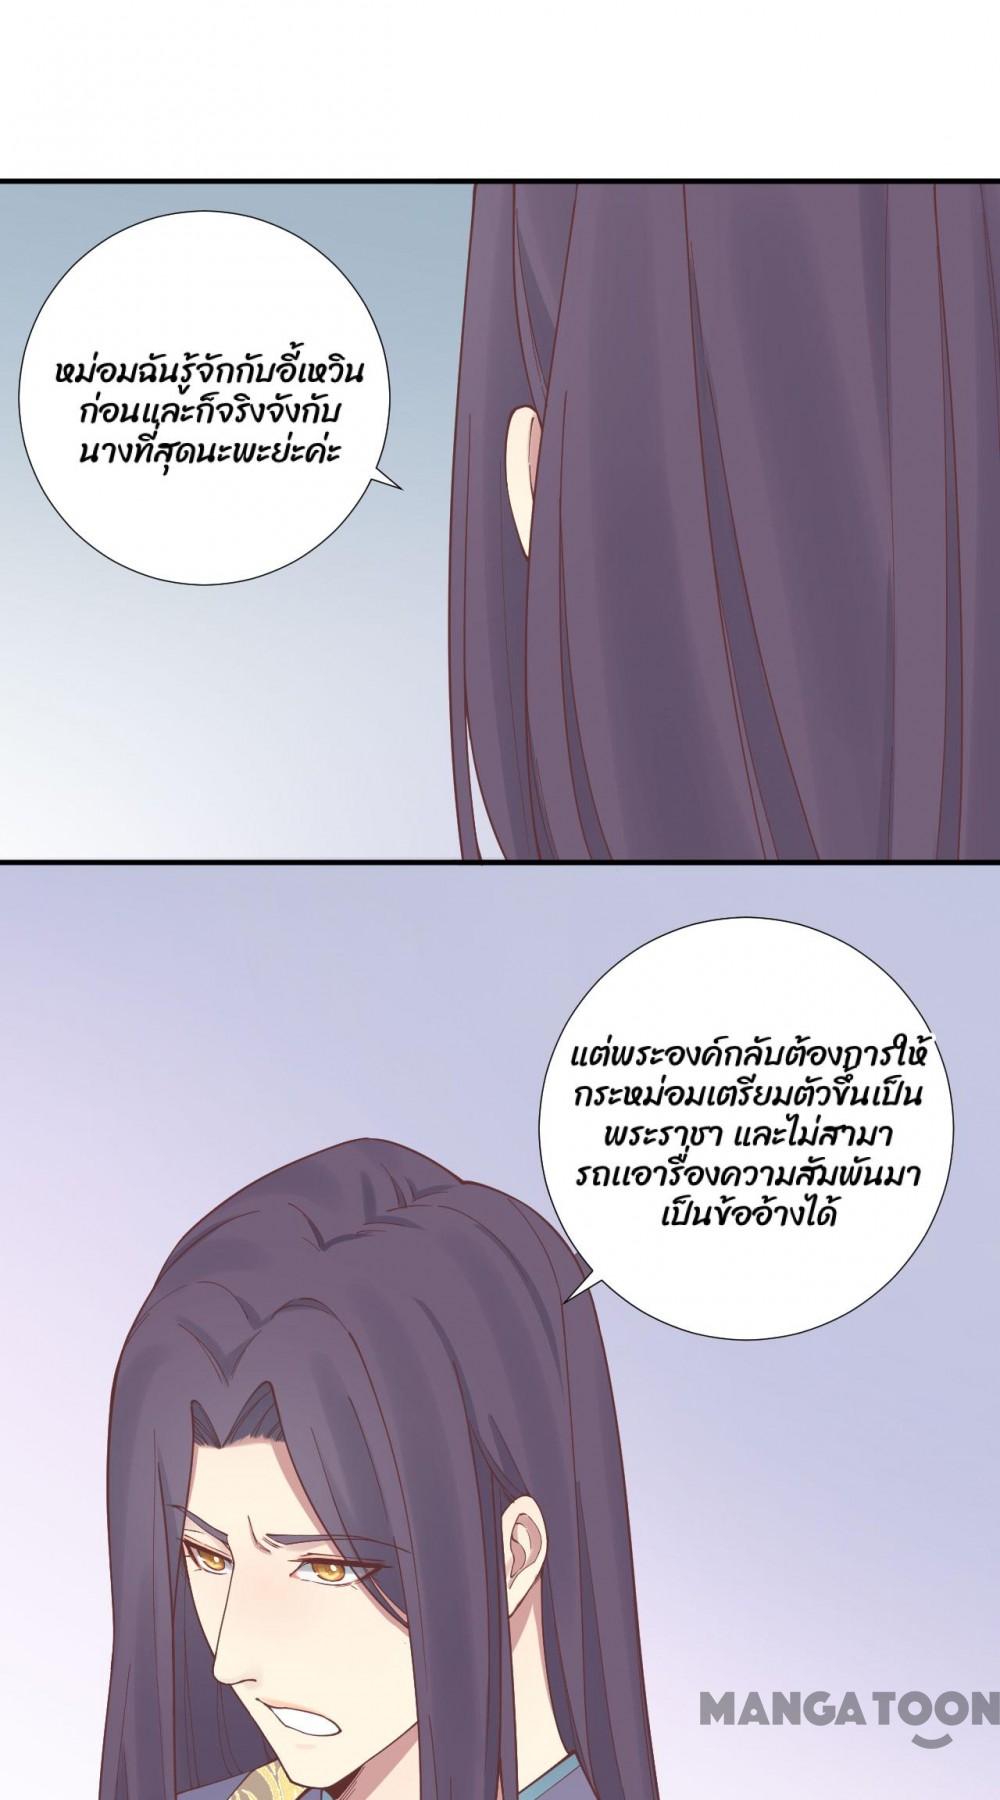 หม่อมฉันรู้จักกับอี้เหวิน
ก่อนและก็จริงจังกับ
นางที่สุดนะพะย่ะค่ะ
แต่พระองค์กลับต้องการให้
กระหม่อมเตรียมตัวขึ้นเป็น
พระราชา และไม่สามา
รถแอารื่องความสัมพันมา
เป็นข้ออ้างได้
MANGATOON